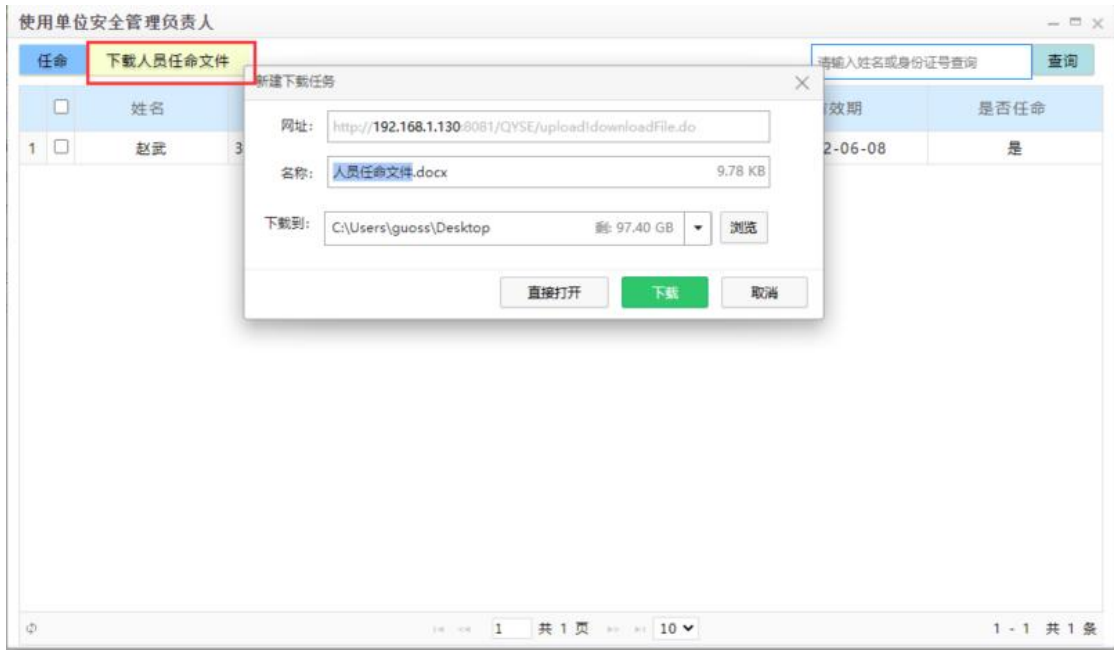 使用单位安全管理负责人
任命 下载人员任命文件 请输入姓名或身份证号查询 查询
新建下载任务
姓名 效期 是否任命
网址: http://192.168.1.130:8081/QYSE/upload!downloadFile.do
1 赵武 3 2-06-08 是
名称: 人员任命文件.docx 9.78 KB
下载到: C:\Users\guoss\Desktop 剩: 97.40 GB 浏览
直接打开 下载 取消
1 共 1 页 10 1 - 1 共 1 条